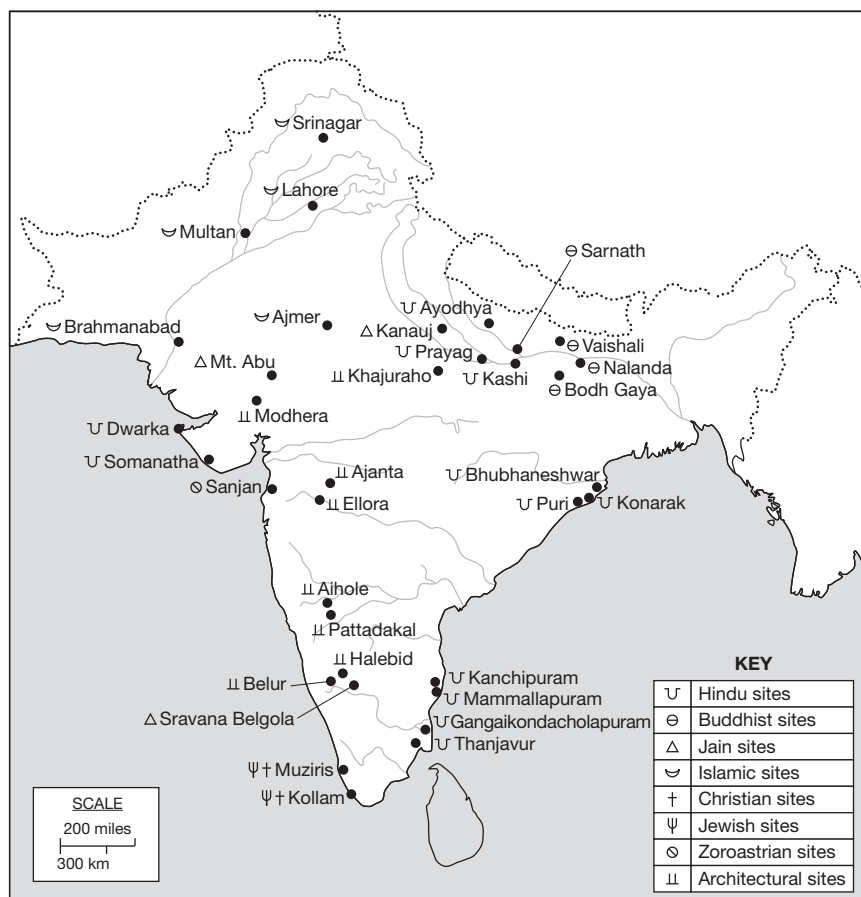 Srinagar
Lahore
Multan
Sarnath
Ayodhya
Brahmanabad
Ajmer
Kanauj
Vaishali
Prayag
Mt. Abu
Khajuraho
Kashi
Nalanda
Bodh Gaya
Modhera
Dwarka
Somanatha
Ajanta
Bhubhaneshwar
Sanjan
Ellora
Puri
Konarak
Aihole
Pattadakal
Halebid
Belur
Kanchipuram
Mammallapuram
Sravana Belgola
Gangaikondacholapuram
Thanjavur
Muziris
Kollam
SCALE
200 miles
300 km
KEY
Hindu sites
Buddhist sites
Jain sites
Islamic sites
Christian sites
Jewish sites
Zoroastrian sites
Architectural sites